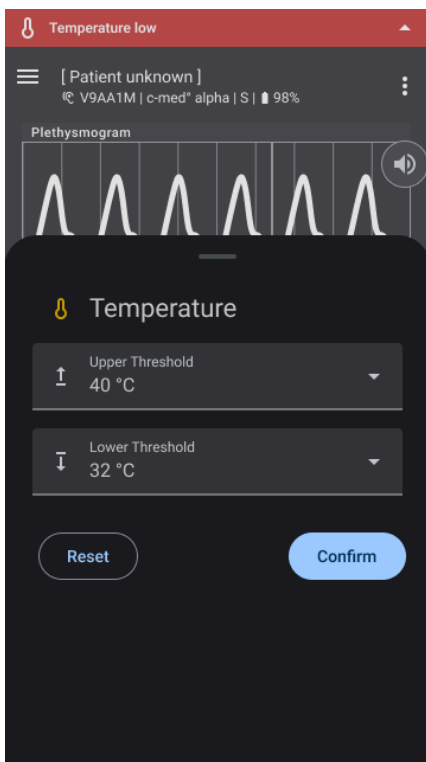 Temperature low
[ Patient unknown ]
V9AA1M | c-med° alpha | S | 98%
Plethysmogram
Temperature
Upper Threshold
40 °C
Lower Threshold
32 °C
Reset
Confirm